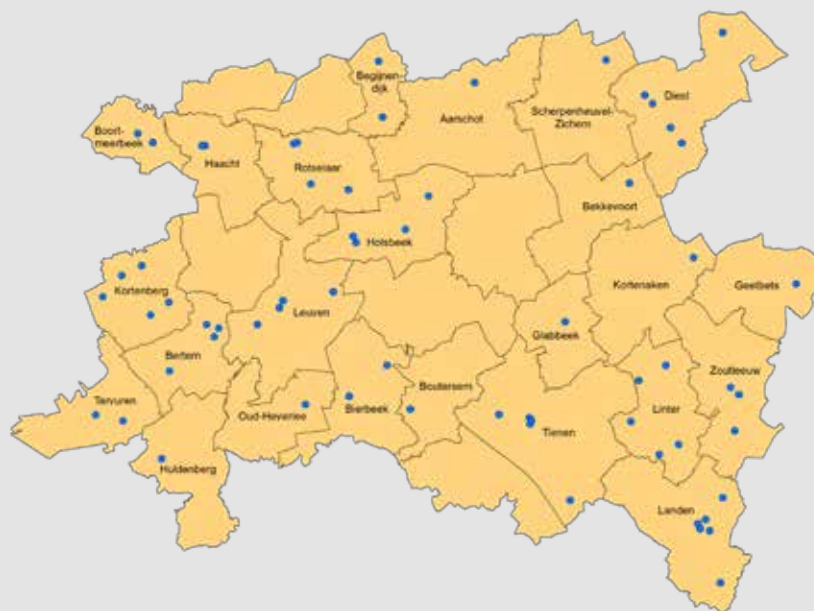 Begijnen-
dijk
Aarschot
Scherpenheuvel-
Zichem
Diest
Boort-
meerbeek
Haacht
Rotselaar
Bekkevoort
Holsbeek
Kortenberg
Leuven
Kortenaken
Geetbets
Glabbeek
Bertem
Zoutleeuw
Boutersem
Tervuren
Oud-Heverlee
Bierbeek
Linter
Tienen
Huldenberg
Landen